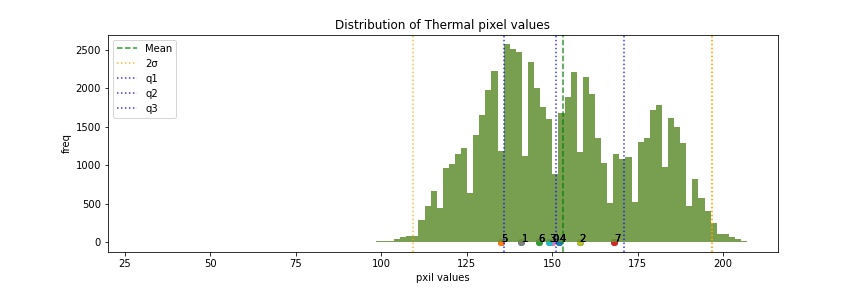 Distribution of Thermal pixel values
Mean
2σ
q1
q2
q3
freq
2500
2000
1500
1000
500
0
5 1 6 3 0 4 2 7
25 50 75 100 125 150 175 200
pxil values